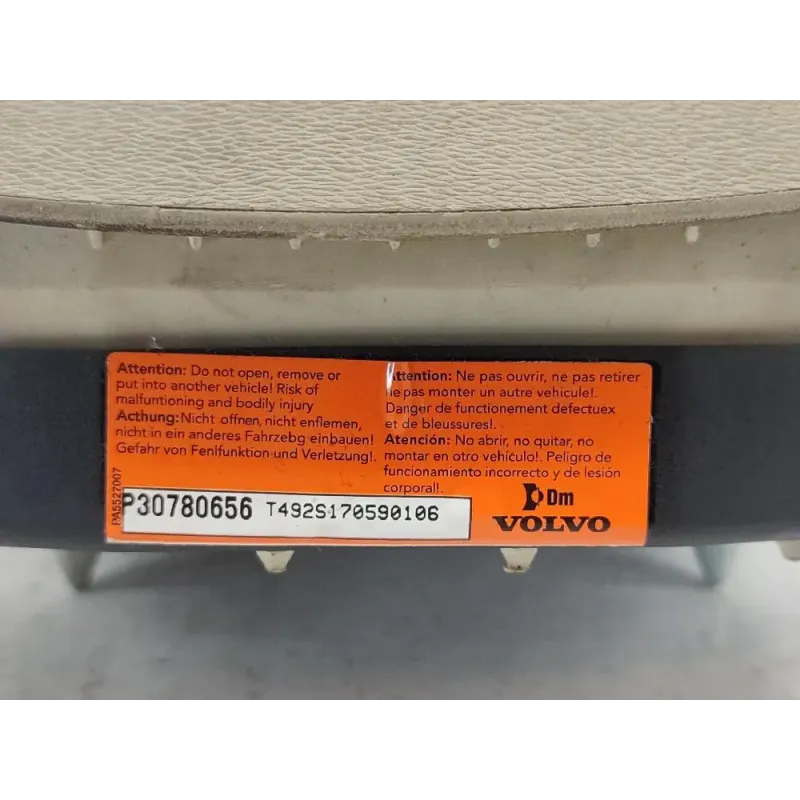 Attention: Do not open, remove or
put into another vehicle! Risk of
malfuntioning and bodily injury
Achtung:Nicht offnen, nicht enflemen,
nicht in ein anderes Fahrzebg einbauen!
Gefahr von Fenlfunktion und Verletzung!.
Attention: Ne pas ouvrir, ne pas retirer
ne pas monter un autre vehicule!.
Danger de functionement defectuex
et de bleussures!.
Atención: No abrir, no quitar, no
montar en otro vehículo!. Peligro de
funcionamiento incorrecto y de lesión
corporal!.
PA5527007
P30780656 T492S170590106
Dm
VOLVO